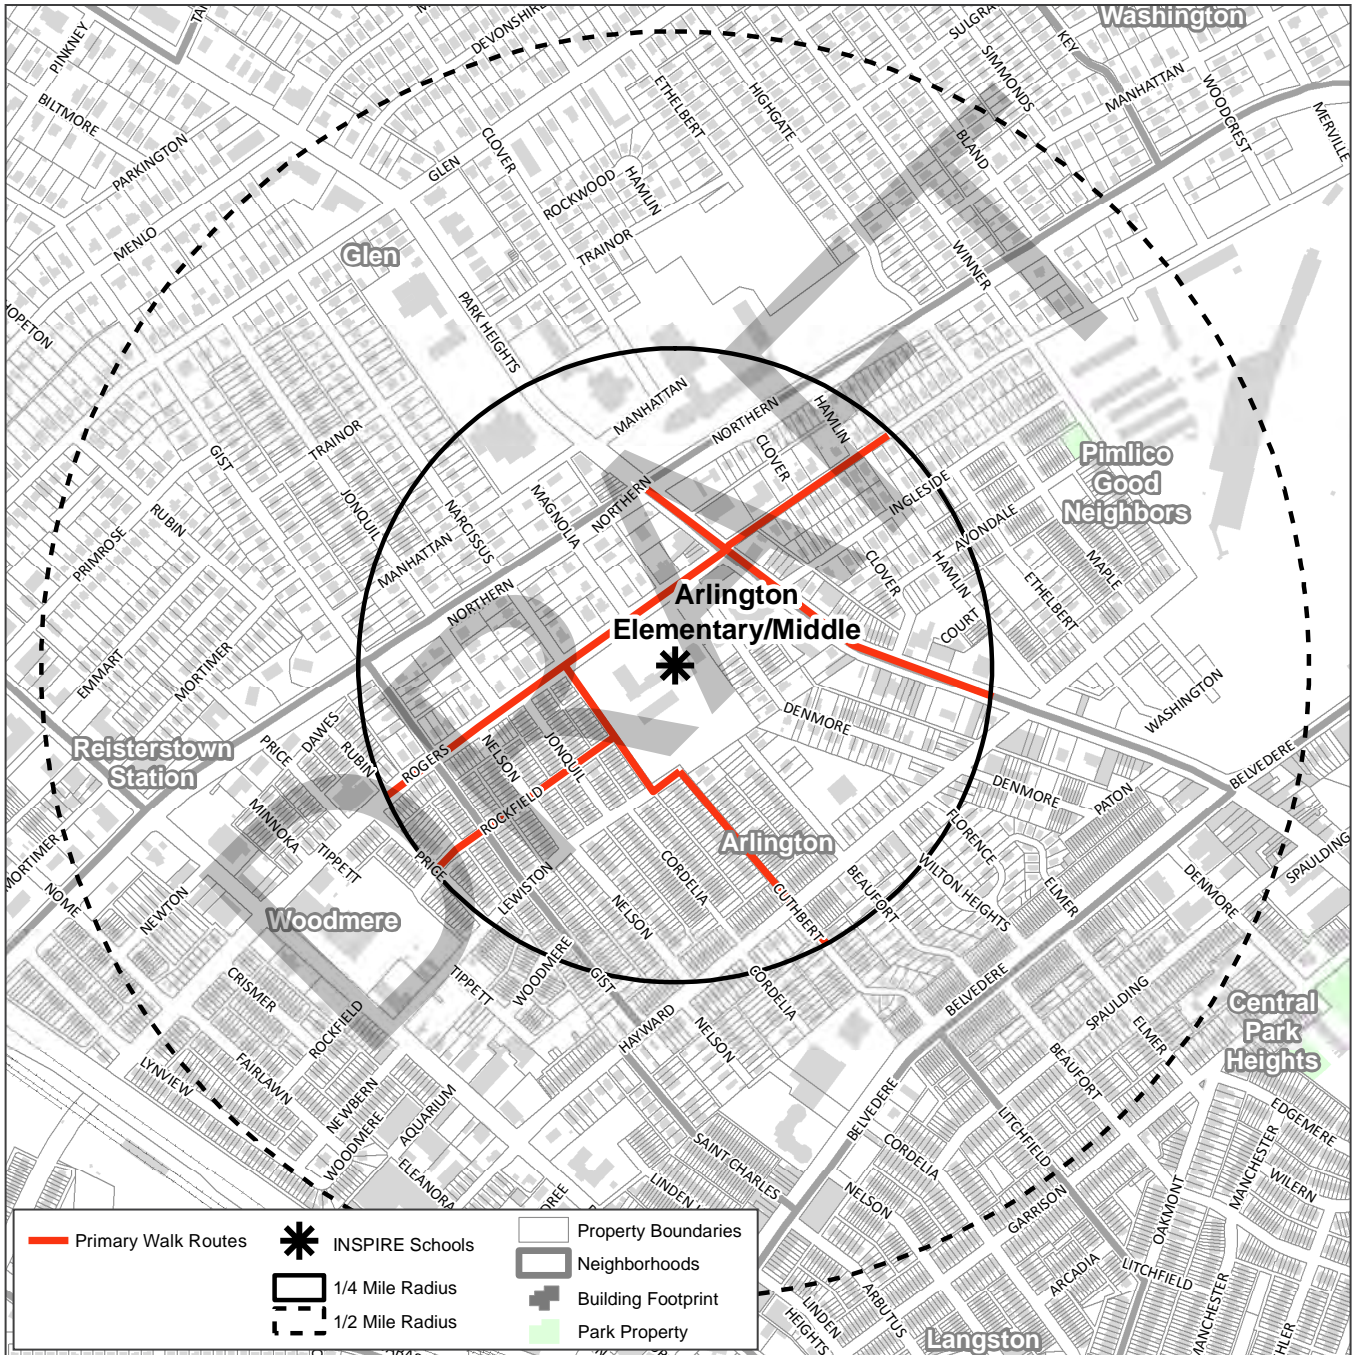 Washington
PINKNEY
DEVONSHIRE
KEY
SIMMONDS
MANHATTAN
WOODCREST
MERVILLE
BILTMORE
ETHELBERT
HIGHGATE
BLAND
PARKINGTON
CLOVER
GLEN
ROCKWOOD
HAMLIN
TRAINOR
MENLO
Glen
WINNER
HOPETON
PARK HEIGHTS
MANHATTAN
NORTHERN
HAMLIN
CLOVER
TRAINOR
GIST
JONQUIL
NARCISSUS
MAGNOLIA
NORTHERN
INGLESIDE
AVONDALE
Pimlico
Good
Neighbors
RUBIN
PRIMROSE
MANHATTAN
NORTHERN
CLOVER
HAMLIN
MAPLE
ETHELBERT
COURT
Arlington
Elementary/Middle
EMMART
MORTIMER
WASHINGTON
DENMORE
Reisterstown
Station
PRICE
DAWES
RUBIN
ROGERS
NELSON
JONQUIL
BELVEDERE
DENMORE
PATON
ROCKFIELD
MINNOKA
TIPPETT
PRICE
Arlington
FLORENCE
SPAULDING
MORTIMER
NOME
NEWTON
Woodmere
LEWISTON
CORDELIA
NELSON
CUTHBERT
BEAUFORT
WILTON HEIGHTS
ELMER
DENMORE
CRISMER
ROCKFIELD
TIPPETT
WOODMERE
GIST
CORDELIA
BELVEDERE
SPAULDING
ELMER
Central
Park
Heights
HAYWARD
NELSON
LYNVIEW
FAIRLAWN
NEWBERN
WOODMERE
AQUARIUM
ELEANORA
BELVEDERE
BEAUFORT
LITCHFIELD
EDGEMERE
MANCHESTER
WILERN
SAINT CHARLES
CORDELIA
NELSON
GARRISON
OAKMONT
ARCADIA
LITCHFIELD
MANCHESTER
LINDEN
HEIGHTS
ARBUTUS
Langston
DRAFT
Primary Walk Routes
INSPIRE Schools
1/4 Mile Radius
1/2 Mile Radius
Property Boundaries
Neighborhoods
Building Footprint
Park Property